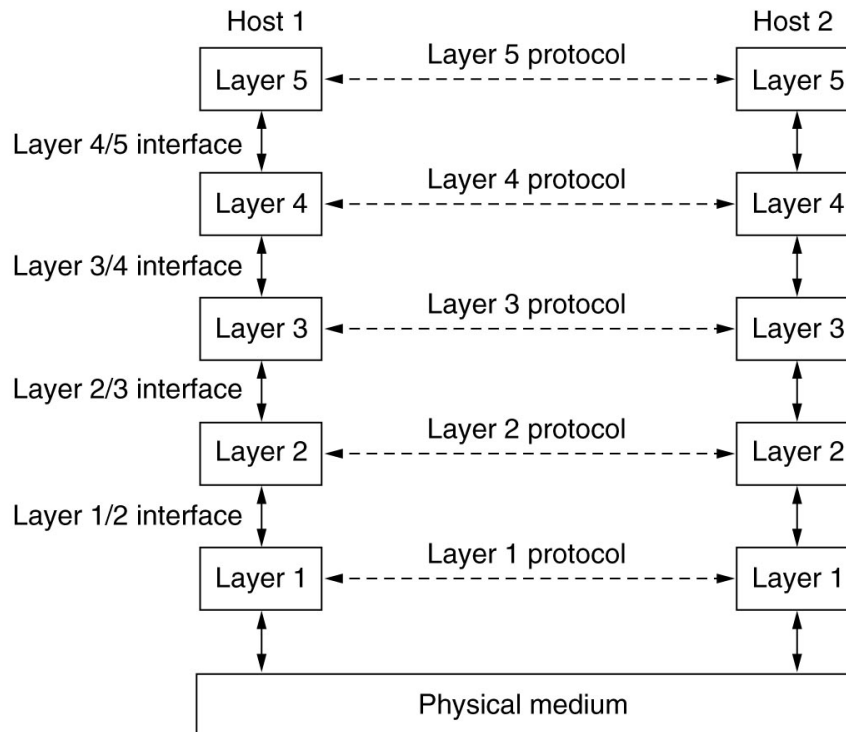 Host 1
Host 2
Layer 5 protocol
Layer 5
Layer 5
Layer 4/5 interface
Layer 4 protocol
Layer 4
Layer 4
Layer 3/4 interface
Layer 3 protocol
Layer 3
Layer 3
Layer 2/3 interface
Layer 2 protocol
Layer 2
Layer 2
Layer 1/2 interface
Layer 1 protocol
Layer 1
Layer 1
Physical medium